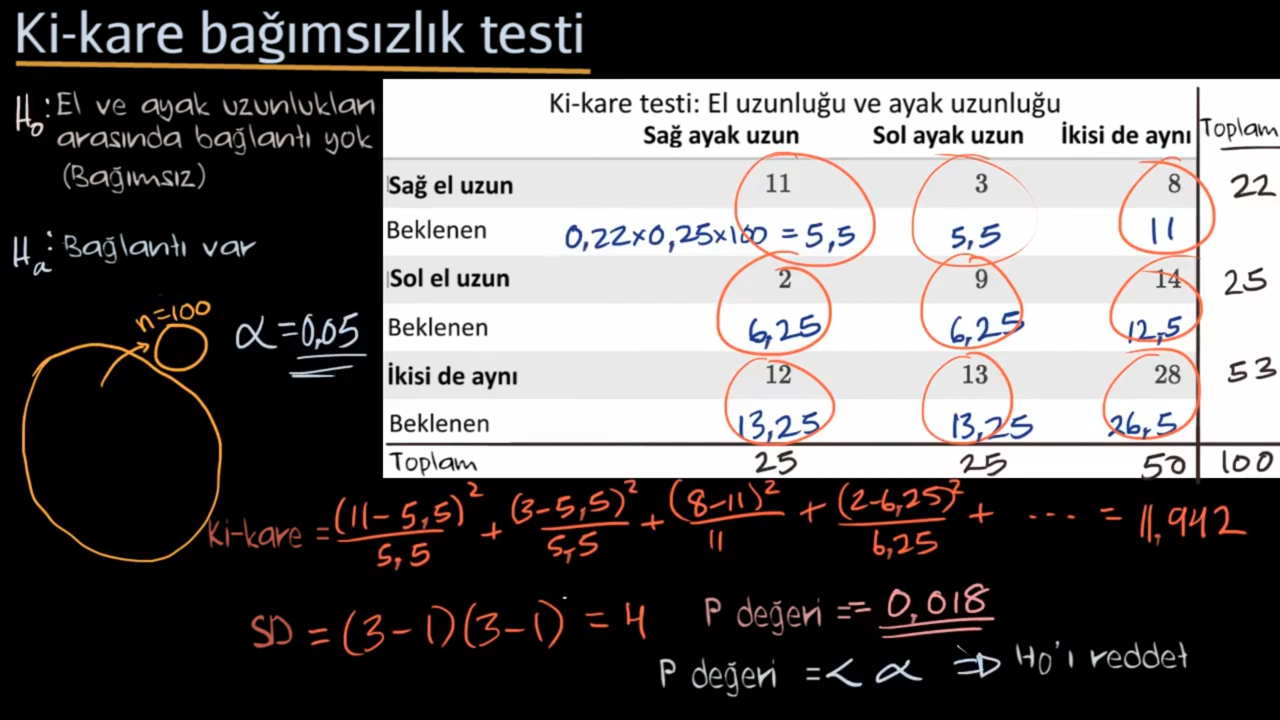 Ki-kare bağımsızlık testi
H₀: El ve ayak uzunlukları
arasında bağlantı yok
(Bağımsız)
Hₐ: Bağlantı var
n=100
α = 0,05
Ki-kare testi: El uzunluğu ve ayak uzunluğu
Sağ ayak uzun Sol ayak uzun İkisi de aynı Toplam
Sağ el uzun 11 3 8 22
Beklenen 0,22×0,25×100 = 5,5 5,5 11
Sol el uzun 2 9 14 25
Beklenen 6,25 6,25 12,5
İkisi de aynı 12 13 28 53
Beklenen 13,25 13,25 26,5
Toplam 25 25 50 100
Ki-kare = (11-5,5)²/5,5 + (3-5,5)²/5,5 + (8-11)²/11 + (2-6,25)²/6,25 + ... = 11,942
SD = (3-1)(3-1) = 4
P değeri == 0,018
P değeri =< α ⇒ H0'ı reddet